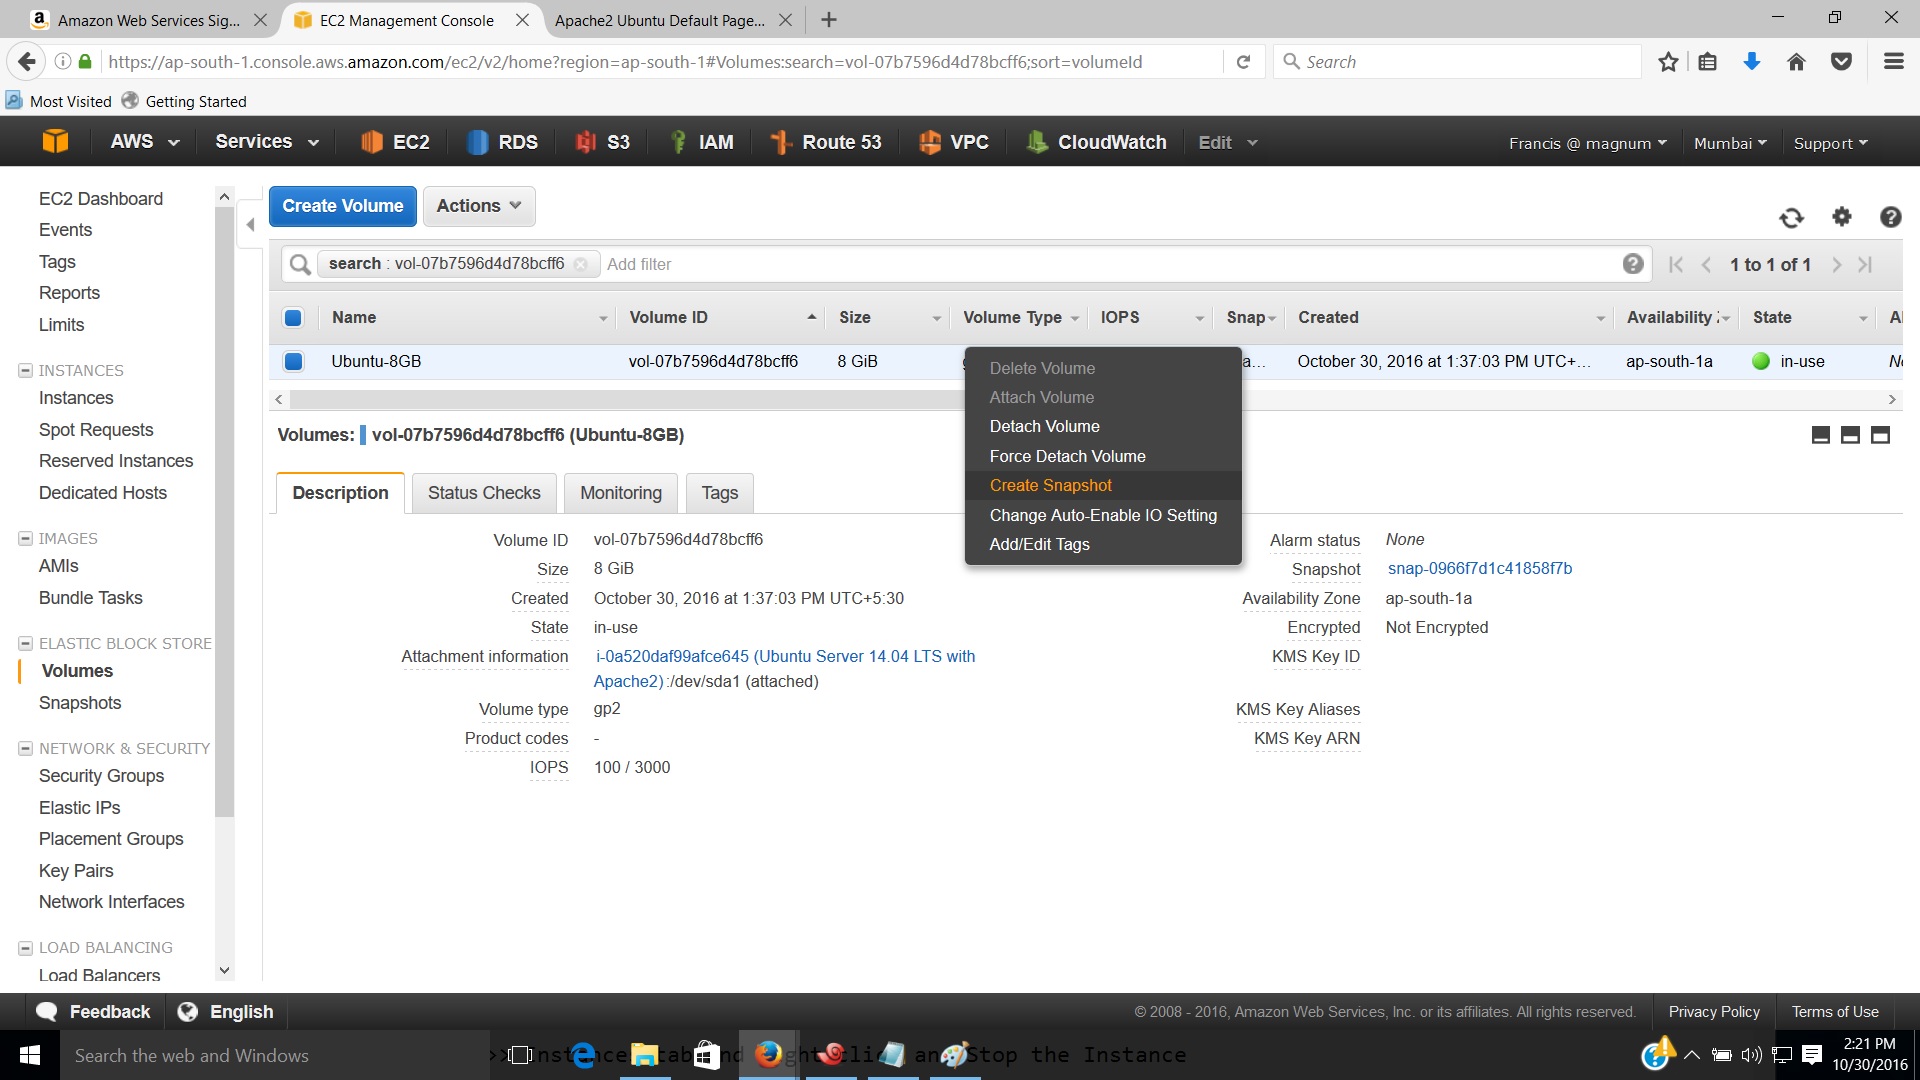 Amazon Web Services Sig...
EC2 Management Console
Apache2 Ubuntu Default Page...
https://ap-south-1.console.aws.amazon.com/ec2/v2/home?region=ap-south-1#Volumes:search=vol-07b7596d4d78bcff6;sort=volumeId
Search
Most Visited
Getting Started
AWS
Services
EC2
RDS
S3
IAM
Route 53
VPC
CloudWatch
Edit
Francis @ magnum
Mumbai
Support
EC2 Dashboard
Events
Tags
Reports
Limits
INSTANCES
Instances
Spot Requests
Reserved Instances
Dedicated Hosts
IMAGES
AMIs
Bundle Tasks
ELASTIC BLOCK STORE
Volumes
Snapshots
NETWORK & SECURITY
Security Groups
Elastic IPs
Placement Groups
Key Pairs
Network Interfaces
LOAD BALANCING
Load Balancers
Create Volume
Actions
search : vol-07b7596d4d78bcff6
Add filter
1 to 1 of 1
Name
Volume ID
Size
Volume Type
IOPS
Snap
Created
Availability
State
Al
Ubuntu-8GB
vol-07b7596d4d78bcff6
8 GiB
a...
October 30, 2016 at 1:37:03 PM UTC+...
ap-south-1a
in-use
Delete Volume
Attach Volume
Detach Volume
Force Detach Volume
Create Snapshot
Change Auto-Enable IO Setting
Add/Edit Tags
Volumes: vol-07b7596d4d78bcff6 (Ubuntu-8GB)
Description
Status Checks
Monitoring
Tags
Volume ID vol-07b7596d4d78bcff6
Size 8 GiB
Created October 30, 2016 at 1:37:03 PM UTC+5:30
State in-use
Attachment information i-0a520daf99afce645 (Ubuntu Server 14.04 LTS with
Apache2):/dev/sda1 (attached)
Volume type gp2
Product codes -
IOPS 100 / 3000
Alarm status None
Snapshot snap-0966f7d1c41858f7b
Availability Zone ap-south-1a
Encrypted Not Encrypted
KMS Key ID
KMS Key Aliases
KMS Key ARN
Feedback
English
© 2008 - 2016, Amazon Web Services, Inc. or its affiliates. All rights reserved.
Privacy Policy
Terms of Use
Search the web and Windows
Stop the Instance
2:21 PM
10/30/2016